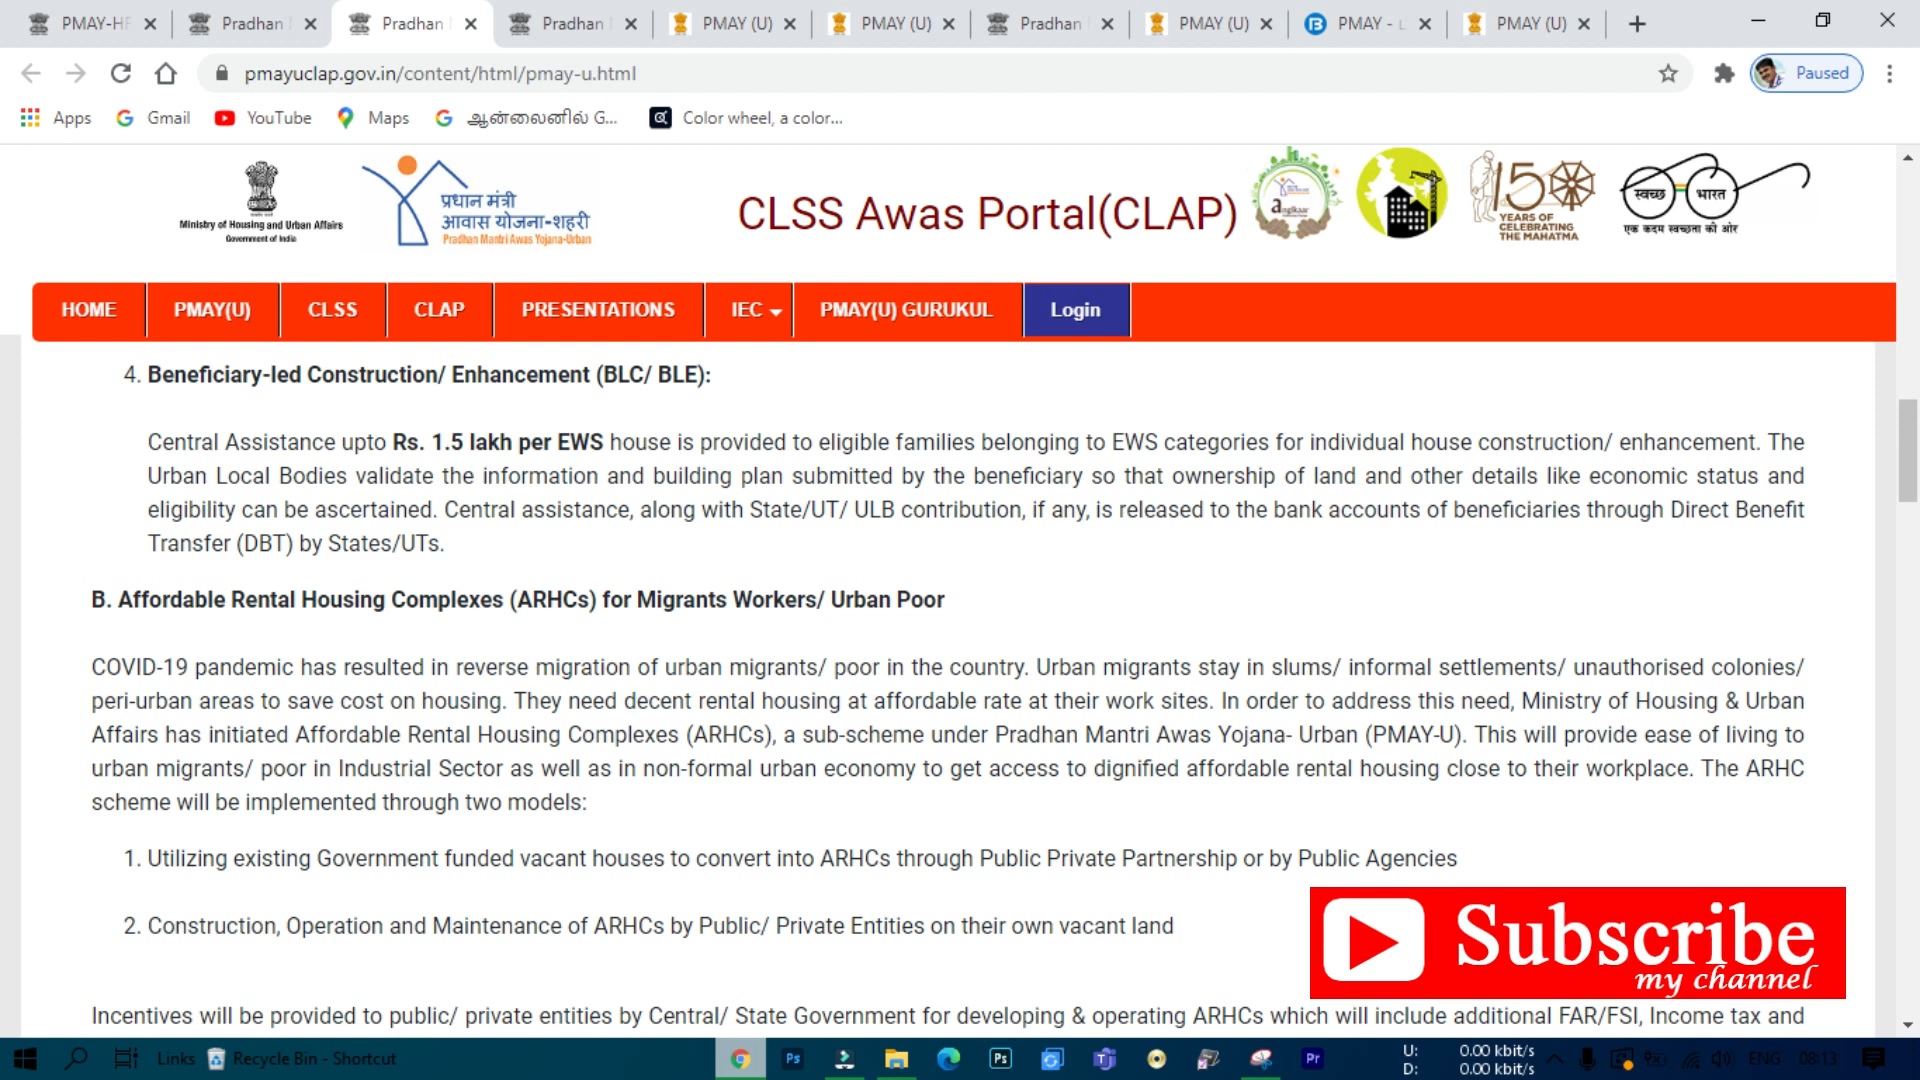 PMAY-HF
Pradhan
Pradhan
Pradhan
PMAY (U)
PMAY (U)
Pradhan
PMAY (U)
PMAY -
PMAY (U)
pmayuclap.gov.in/content/html/pmay-u.html
Paused
Apps
Gmail
YouTube
Maps
ஆன்லைனில் G...
Color wheel, a color...
Ministry of Housing and Urban Affairs
Government of India
प्रधान मंत्री
आवास योजना-शहरी
Pradhan Mantri Awas Yojana-Urban
CLSS Awas Portal(CLAP)
angikaar
150
YEARS OF
CELEBRATING
THE MAHATMA
स्वच्छ भारत
एक कदम स्वच्छता की ओर
HOME PMAY(U) CLSS CLAP PRESENTATIONS IEC PMAY(U) GURUKUL Login
4. Beneficiary-led Construction/ Enhancement (BLC/ BLE):
Central Assistance upto Rs. 1.5 lakh per EWS house is provided to eligible families belonging to EWS categories for individual house construction/ enhancement. The
Urban Local Bodies validate the information and building plan submitted by the beneficiary so that ownership of land and other details like economic status and
eligibility can be ascertained. Central assistance, along with State/UT/ ULB contribution, if any, is released to the bank accounts of beneficiaries through Direct Benefit
Transfer (DBT) by States/UTs.
B. Affordable Rental Housing Complexes (ARHCs) for Migrants Workers/ Urban Poor
COVID-19 pandemic has resulted in reverse migration of urban migrants/ poor in the country. Urban migrants stay in slums/ informal settlements/ unauthorised colonies/
peri-urban areas to save cost on housing. They need decent rental housing at affordable rate at their work sites. In order to address this need, Ministry of Housing & Urban
Affairs has initiated Affordable Rental Housing Complexes (ARHCs), a sub-scheme under Pradhan Mantri Awas Yojana- Urban (PMAY-U). This will provide ease of living to
urban migrants/ poor in Industrial Sector as well as in non-formal urban economy to get access to dignified affordable rental housing close to their workplace. The ARHC
scheme will be implemented through two models:
1. Utilizing existing Government funded vacant houses to convert into ARHCs through Public Private Partnership or by Public Agencies
2. Construction, Operation and Maintenance of ARHCs by Public/ Private Entities on their own vacant land
Subscribe
my channel
Incentives will be provided to public/ private entities by Central/ State Government for developing & operating ARHCs which will include additional FAR/FSI, Income tax and
Links Recycle Bin - Shortcut
Ps
Ps
Pr
U: 0.00 kbit/s
D: 0.00 kbit/s
ENG 08:13